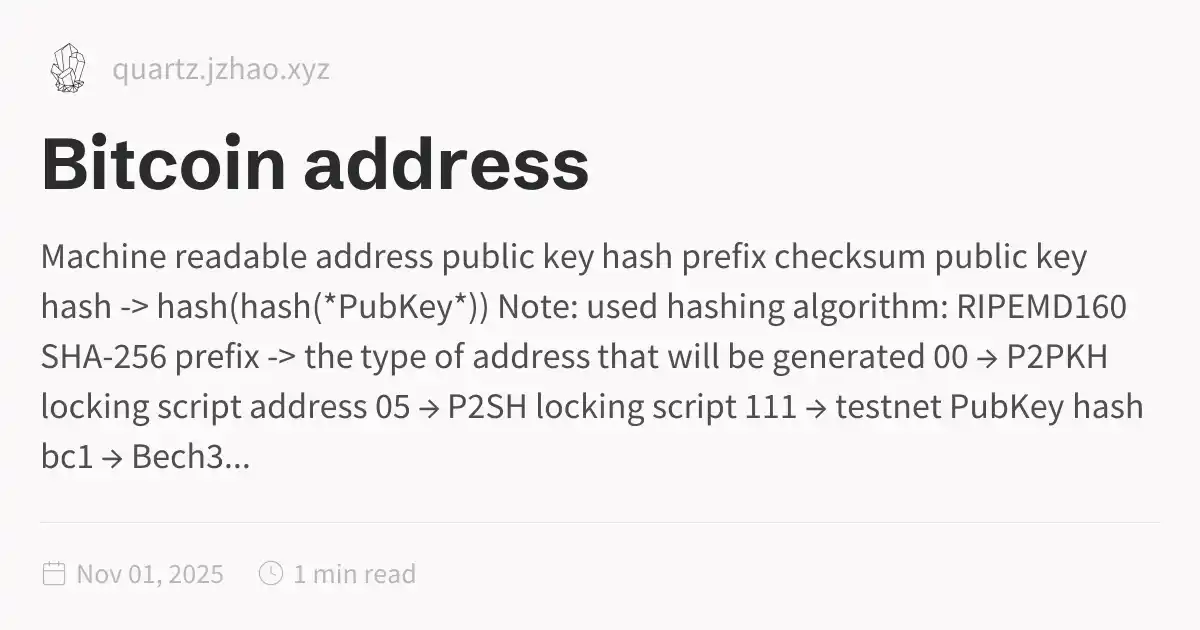 quartz.jzhao.xyz
Bitcoin address
Machine readable address public key hash prefix checksum public key
hash -> hash(hash(*PubKey*)) Note: used hashing algorithm: RIPEMD160
SHA-256 prefix -> the type of address that will be generated 00 → P2PKH
locking script address 05 → P2SH locking script 111 → testnet PubKey hash
bc1 → Bech3...
Nov 01, 2025 1 min read